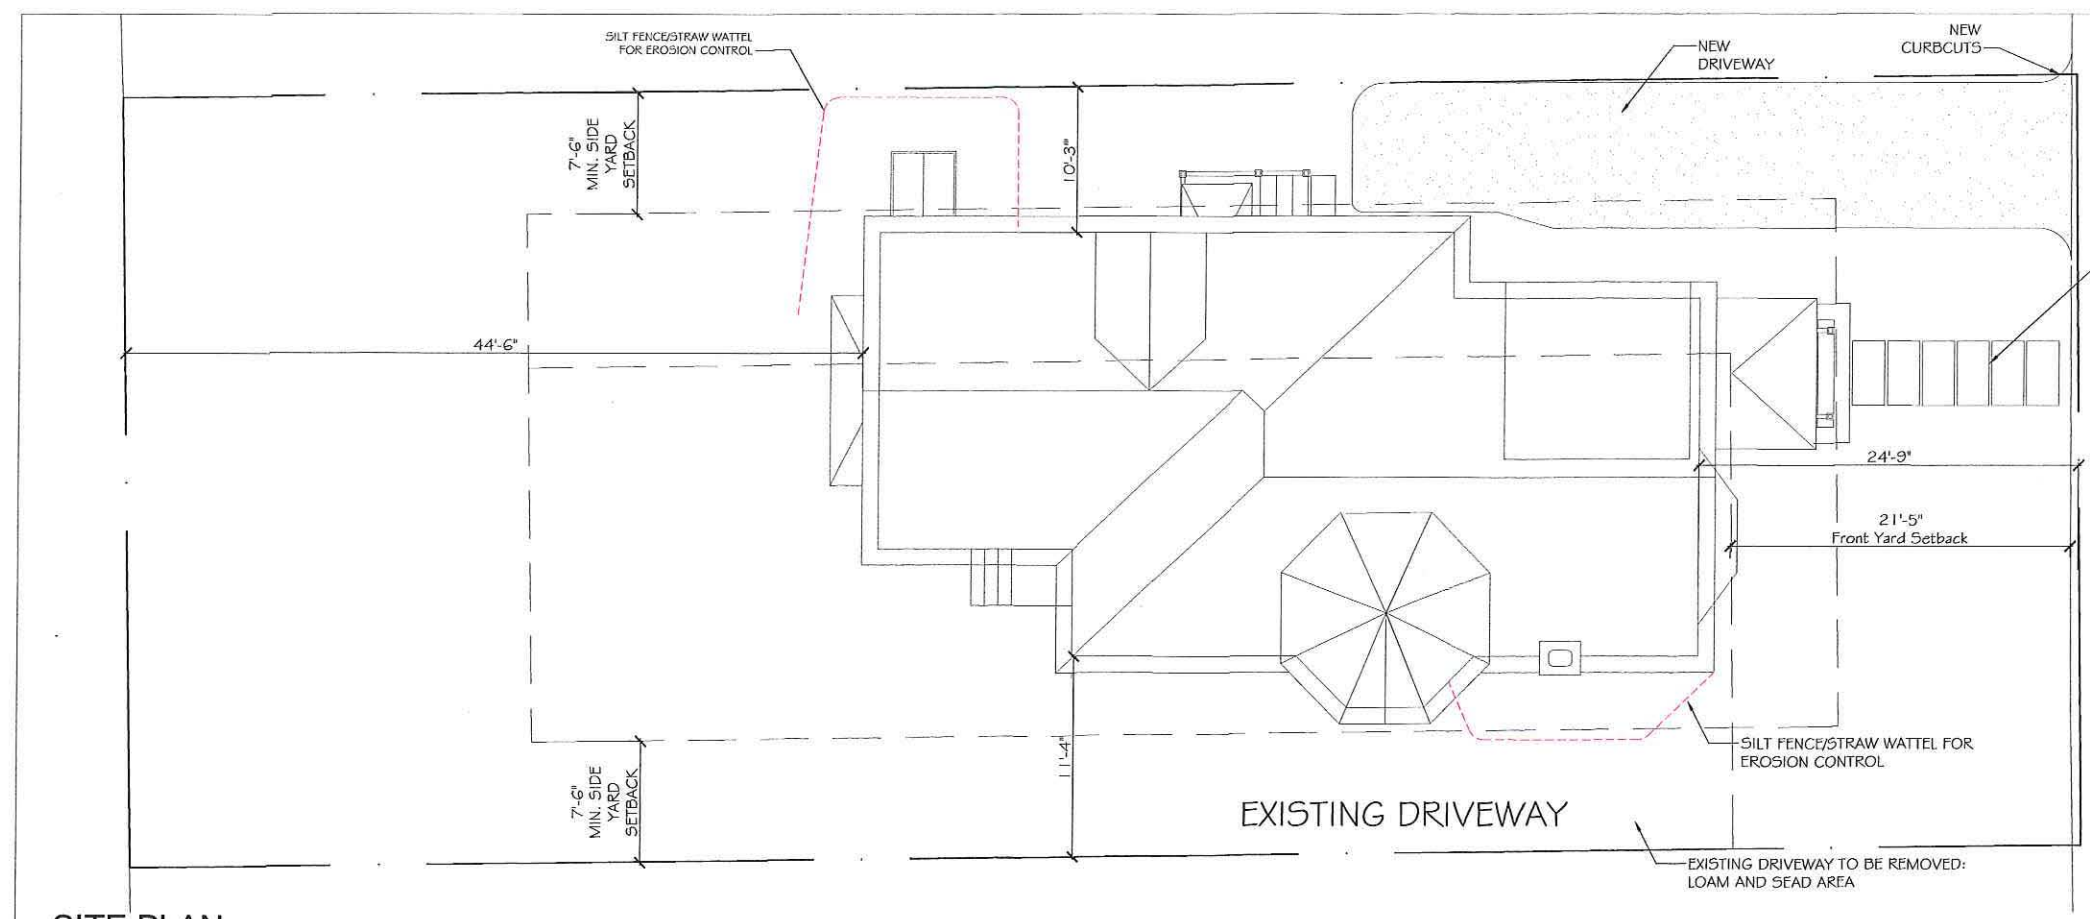 SILT FENCE/STRAW WATTEL
FOR EROSION CONTROL
NEW
DRIVEWAY
NEW
CURBCUTS
7'-6"
MIN. SIDE
YARD
SETBACK
10'-3"
44'-6"
24'-9"
21'-5"
Front Yard Setback
SILT FENCE/STRAW WATTEL FOR
EROSION CONTROL
11'-4"
7'-6"
MIN. SIDE
YARD
SETBACK
EXISTING DRIVEWAY
EXISTING DRIVEWAY TO BE REMOVED:
LOAM AND SEAD AREA
SITE PLAN